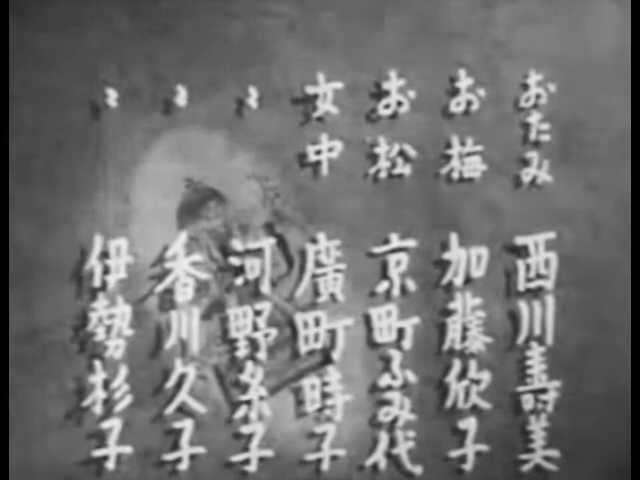 おたみ 西川壽美
お梅 加藤欣子
お松 京町ふみ代
女中 廣町時子
〃 河野糸子
〃 香川久子
〃 伊勢杉子